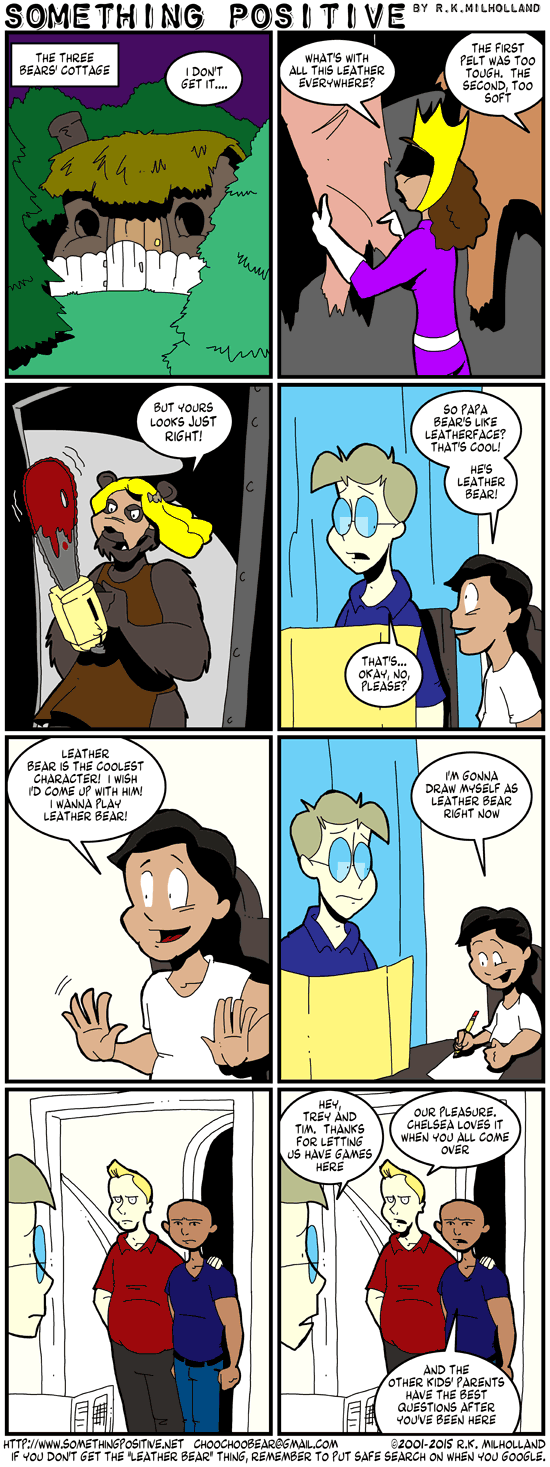 SOMETHING POSITIVE BY R.K.MILHOLLAND
THE THREE
BEARS' COTTAGE
I DON'T
GET IT....
WHAT'S WITH
ALL THIS LEATHER
EVERYWHERE?
THE FIRST
PELT WAS TOO
TOUGH. THE
SECOND, TOO
SOFT
BUT YOURS
LOOKS JUST
RIGHT!
SO PAPA
BEAR'S LIKE
LEATHERFACE?
THAT'S COOL!
HE'S
LEATHER
BEAR!
THAT'S...
OKAY, NO,
PLEASE?
LEATHER
BEAR IS THE COOLEST
CHARACTER! I WISH
I'D COME UP WITH HIM!
I WANNA PLAY
LEATHER BEAR!
I'M GONNA
DRAW MYSELF AS
LEATHER BEAR
RIGHT NOW
HEY,
TREY AND
TIM. THANKS
FOR LETTING
US HAVE GAMES
HERE
OUR PLEASURE.
CHELSEA LOVES IT
WHEN YOU ALL COME
OVER
AND THE
OTHER KIDS' PARENTS
HAVE THE BEST
QUESTIONS AFTER
YOU'VE BEEN HERE
HTTP://WWW.SOMETHINGPOSITIVE.NET CHOOCHOOBEAR@GMAIL.COM ©2001-2015 R.K. MILHOLLAND
IF YOU DON'T GET THE "LEATHER BEAR" THING, REMEMBER TO PUT SAFE SEARCH ON WHEN YOU GOOGLE.